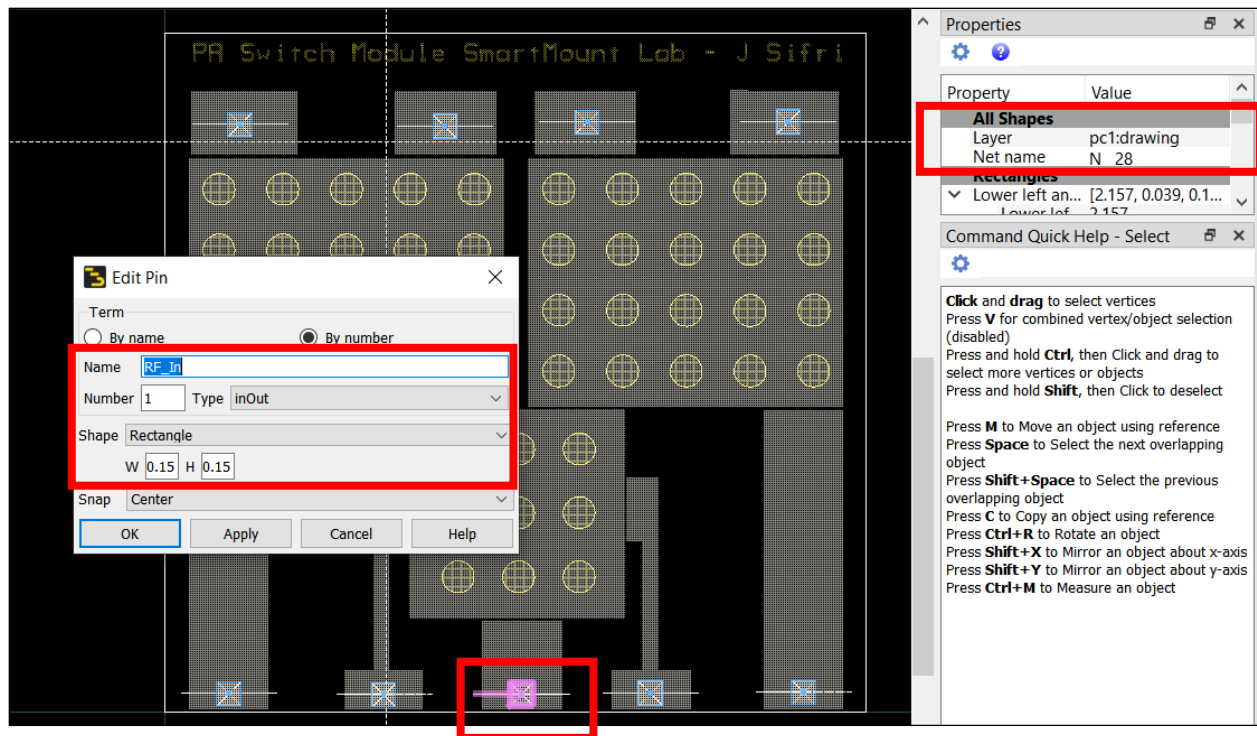 PA Switch Module SmartMount Lab - J Sifri
Edit Pin
Term
By name
By number
Name RF_In
Number 1 Type inOut
Shape Rectangle
W 0.15 H 0.15
Snap Center
OK Apply Cancel Help
Properties
Property Value
All Shapes
Layer pc1:drawing
Net name N_28
Rectangles
Lower left an... [2.157, 0.039, 0.1...
Lower lef 2.157
Command Quick Help - Select
Click and drag to select vertices
Press V for combined vertex/object selection
(disabled)
Press and hold Ctrl, then Click and drag to
select more vertices or objects
Press and hold Shift, then Click to deselect
Press M to Move an object using reference
Press Space to Select the next overlapping
object
Press Shift+Space to Select the previous
overlapping object
Press C to Copy an object using reference
Press Ctrl+R to Rotate an object
Press Shift+X to Mirror an object about x-axis
Press Shift+Y to Mirror an object about y-axis
Press Ctrl+M to Measure an object